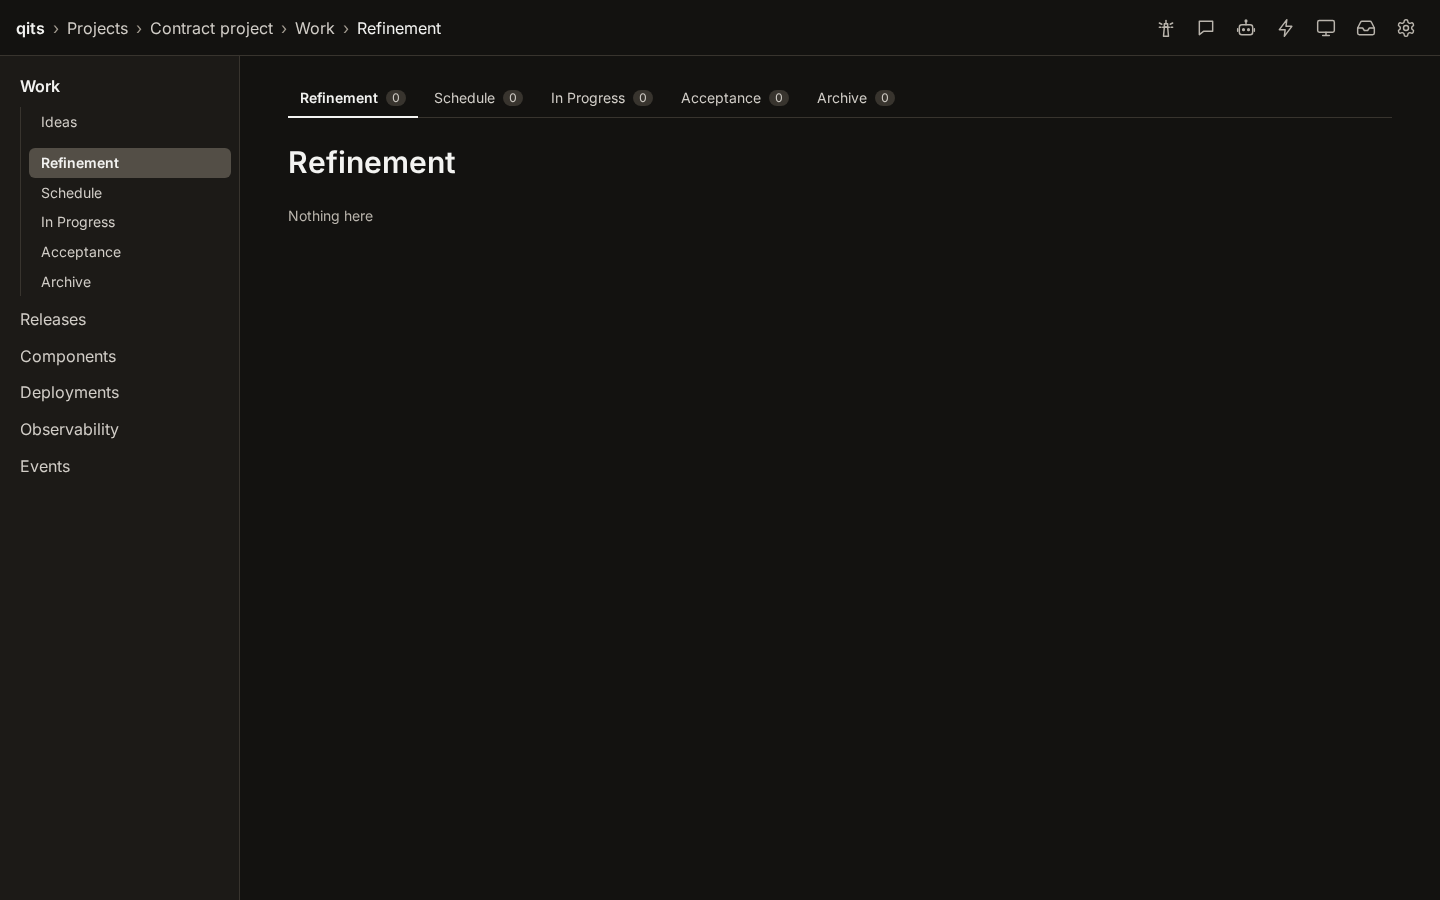 qits › Projects › Contract project › Work › Refinement
Work
Ideas
Refinement
Schedule
In Progress
Acceptance
Archive
Releases
Components
Deployments
Observability
Events
Refinement 0 Schedule 0 In Progress 0 Acceptance 0 Archive 0
Refinement
Nothing here